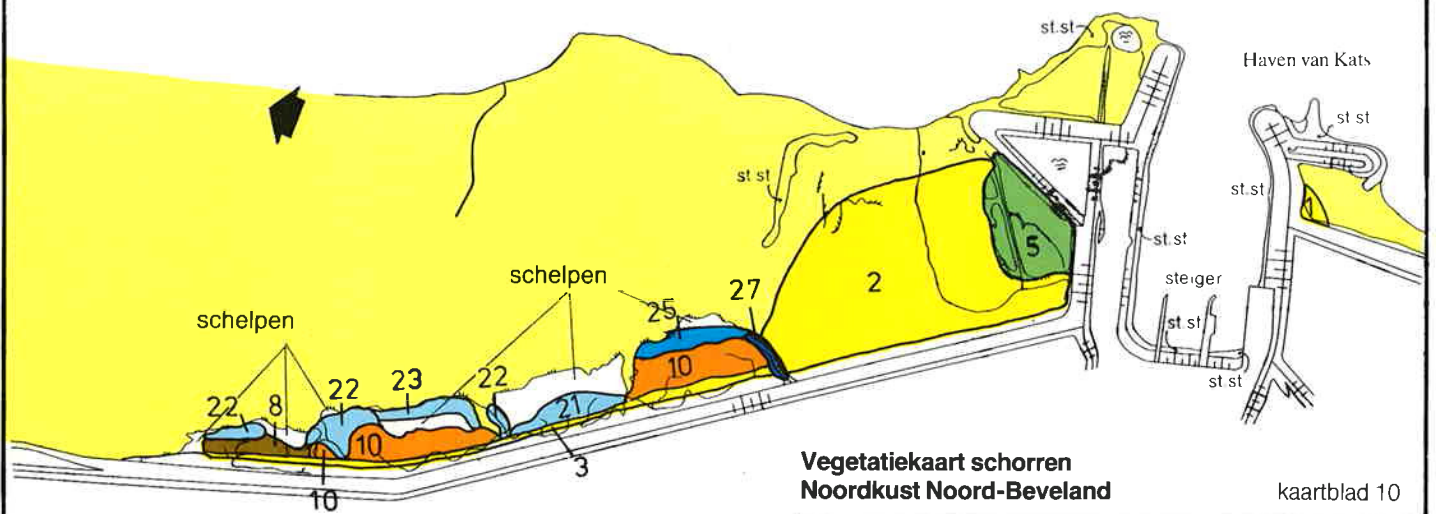 st.st
Haven van Kats
st st
st st
st.st
5
1
st.st
2
steiger
schelpen
27
25
st.st
schelpen
10
st.st
22
8
22
23
22
21
10
3
10
Vegetatiekaart schorren
Noordkust Noord-Beveland
kaartblad 10